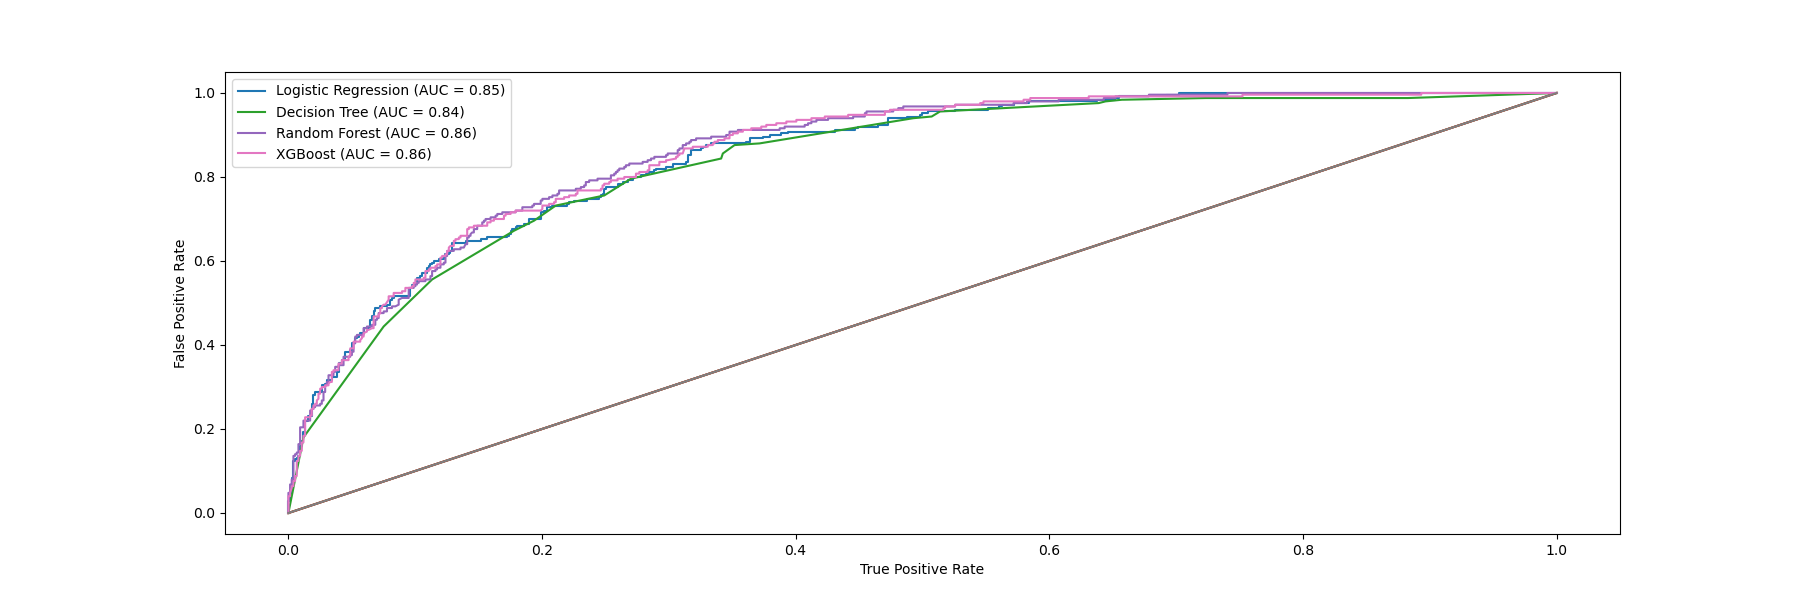 Logistic Regression (AUC = 0.85)
Decision Tree (AUC = 0.84)
Random Forest (AUC = 0.86)
XGBoost (AUC = 0.86)
1.0
0.8
0.6
0.4
0.2
0.0
False Positive Rate
0.0 0.2 0.4 0.6 0.8 1.0
True Positive Rate